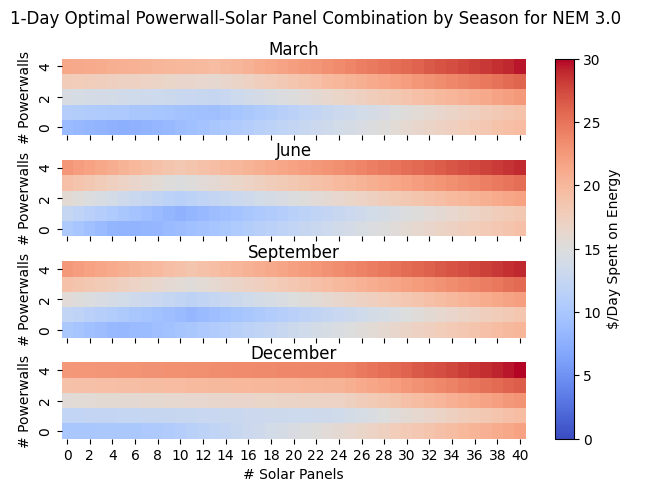 1-Day Optimal Powerwall-Solar Panel Combination by Season for NEM 3.0
March
# Powerwalls
4
2
0
June
# Powerwalls
4
2
0
September
# Powerwalls
4
2
0
December
# Powerwalls
4
2
0
0 2 4 6 8 10 12 14 16 18 20 22 24 26 28 30 32 34 36 38 40
# Solar Panels
30
25
20
15
10
5
0
$/Day Spent on Energy